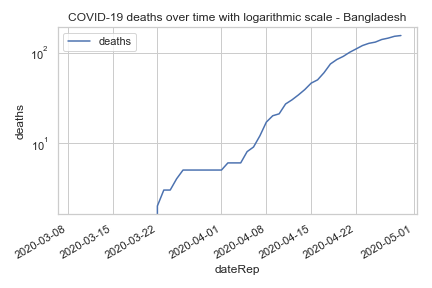 COVID-19 deaths over time with logarithmic scale - Bangladesh
deaths
10²
10¹
deaths
2020-03-08
2020-03-15
2020-03-22
2020-04-01
2020-04-08
2020-04-15
2020-04-22
2020-05-01
dateRep